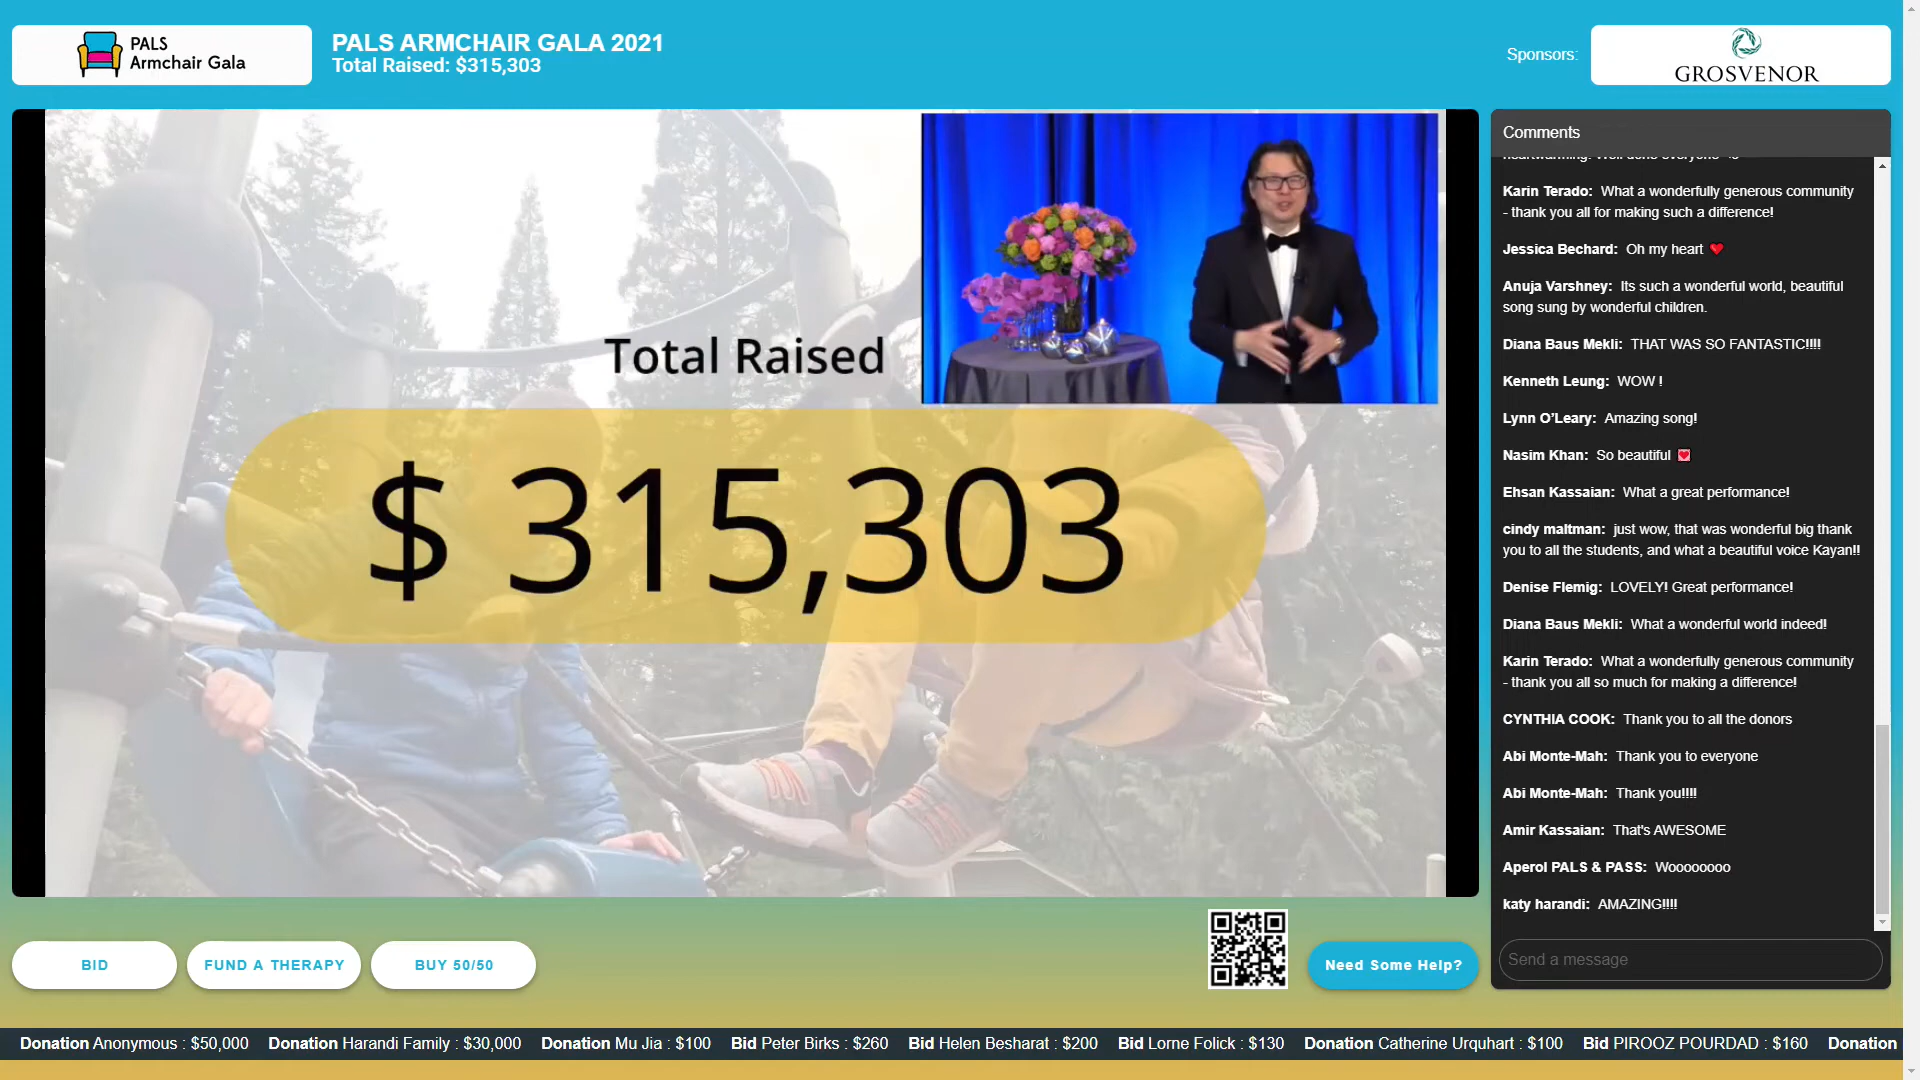 PALS
Armchair Gala
PALS ARMCHAIR GALA 2021
Total Raised: $315,303
Sponsors:
GROSVENOR
Total Raised
$ 315,303
Comments
Karin Terado: What a wonderfully generous community
- thank you all for making such a difference!
Jessica Bechard: Oh my heart ❤️
Anuja Varshney: Its such a wonderful world, beautiful
song sung by wonderful children.
Diana Baus Mekli: THAT WAS SO FANTASTIC!!!!
Kenneth Leung: WOW !
Lynn O’Leary: Amazing song!
Nasim Khan: So beautiful 💟
Ehsan Kassaian: What a great performance!
cindy maltman: just wow, that was wonderful big thank
you to all the students, and what a beautiful voice Kayan!!
Denise Flemig: LOVELY! Great performance!
Diana Baus Mekli: What a wonderful world indeed!
Karin Terado: What a wonderfully generous community
- thank you all so much for making a difference!
CYNTHIA COOK: Thank you to all the donors
Abi Monte-Mah: Thank you to everyone
Abi Monte-Mah: Thank you!!!!
Amir Kassaian: That's AWESOME
Aperol PALS & PASS: Woooooooo
katy harandi: AMAZING!!!!
Send a message
BID
FUND A THERAPY
BUY 50/50
Need Some Help?
Donation Anonymous : $50,000 Donation Harandi Family : $30,000 Donation Mu Jia : $100 Bid Peter Birks : $260 Bid Helen Besharat : $200 Bid Lorne Folick : $130 Donation Catherine Urquhart : $100 Bid PIROOZ POURDAD : $160 Donation